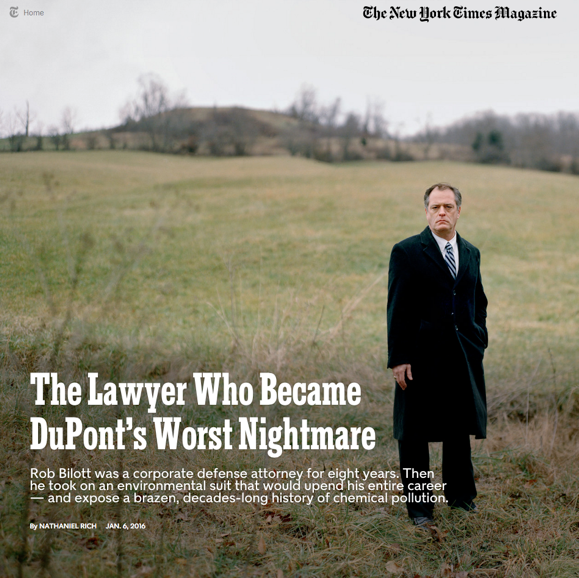 Home
The New York Times Magazine
The Lawyer Who Became
DuPont's Worst Nightmare
Rob Bilott was a corporate defense attorney for eight years. Then
he took on an environmental suit that would upend his entire career
— and expose a brazen, decades-long history of chemical pollution.
By NATHANIEL RICH JAN. 6, 2016